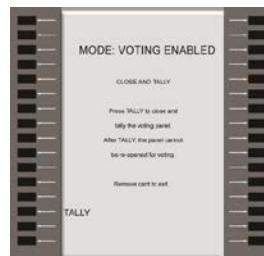 MODE: VOTING ENABLED
CLOSE AND TALLY
Press TALLY to close and
tally the voting panel.
After TALLY, the panel cannot
be re-opened for voting
Remove card to exit
TALLY